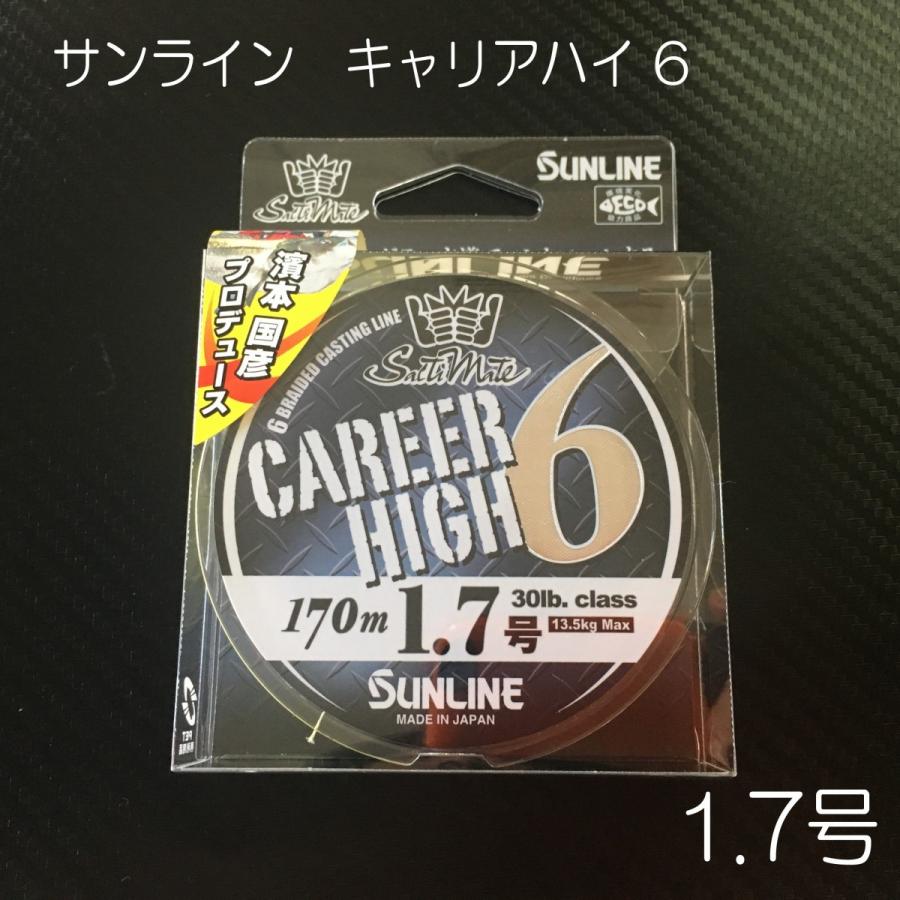 サンライン　キャリアハイ６
SaltiMate
SUNLINE
DECO
濱本 国彦
プロデュース
6 BRAIDED CASTING LINE
SaltiMate
CAREER
HIGH 6
170m 1.7号
30lb. class
13.5kg Max
SUNLINE
MADE IN JAPAN
1.7号